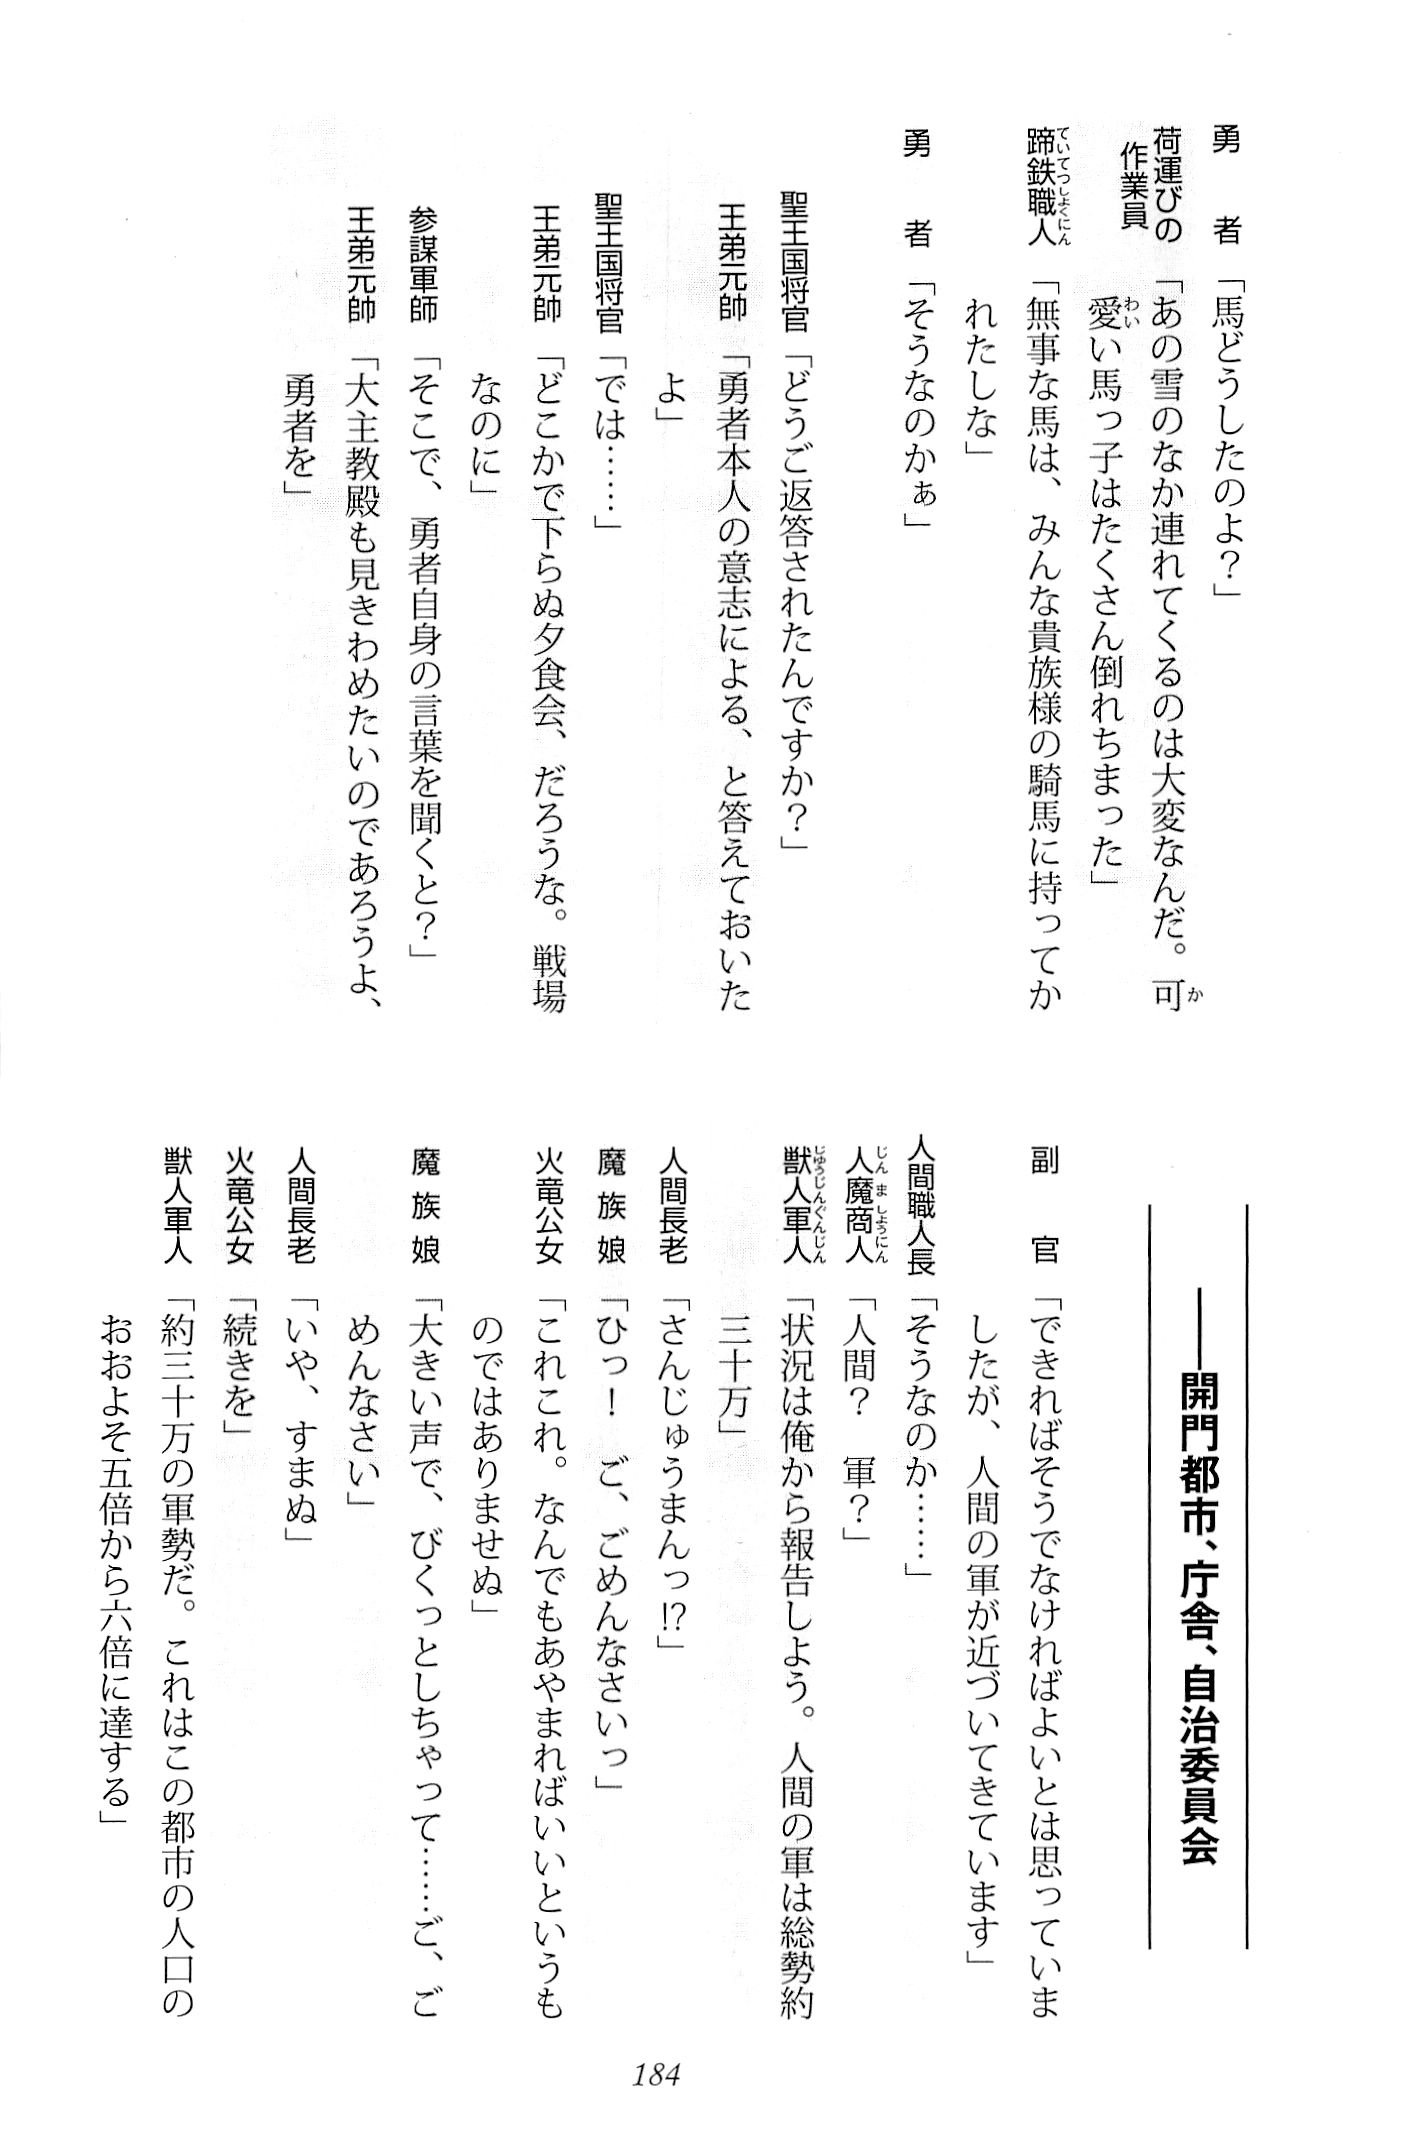 勇者「馬どうしたのよ？」
荷運びの作業員「あの雪のなか連れてくるのは大変なんだ。可
愛い馬っ子はたくさん倒れちまった」
蹄鉄職人「無事な馬は、みんな貴族様の騎馬に持ってか
れたしな」
勇者「そうなのかぁ」
聖王国将官「どうご返答されたんですか？」
王弟元帥「勇者本人の意志による、と答えておいた
よ」
聖王国将官「では……」
王弟元帥「どこかで下らぬ夕食会、だろうな。戦場
なのに」
参謀軍師「そこで、勇者自身の言葉を聞くと？」
王弟元帥「大主教殿も見きわめたいのであろうよ、
勇者を」
――開門都市、庁舎、自治委員会
副官「できればそうでなければよいとは思っていま
したが、人間の軍が近づいてきています」
人間職人長「そうなのか……」
人魔商人「人間？　軍？」
獣人軍人「状況は俺から報告しよう。人間の軍は総勢約
三十万」
人間長老「さんじゅうまんっ!?」
魔族娘「ひっ！　ご、ごめんなさいっ」
火竜公女「これこれ。なんでもあやまればいいというも
のではありませぬ」
魔族娘「大きい声で、びくっとしちゃって……ご、ご
めんなさい」
人間長老「いや、すまぬ」
火竜公女「続きを」
獣人軍人「約三十万の軍勢だ。これはこの都市の人口の
おおよそ五倍から六倍に達する」
184